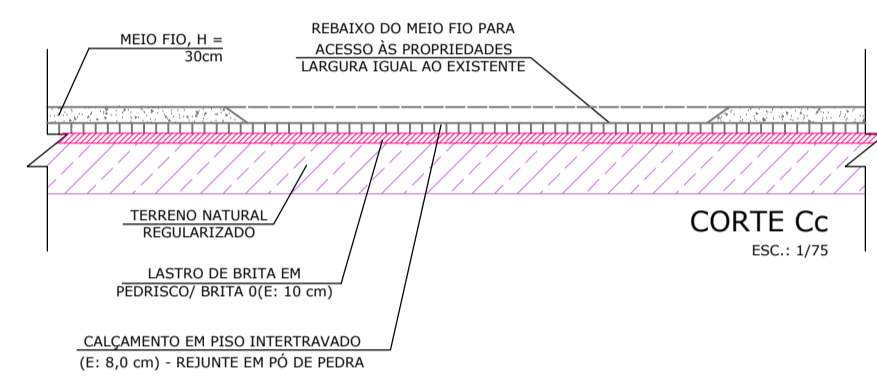 MEIO FIO, H =
30cm
REBAIXO DO MEIO FIO PARA
ACESSO ÀS PROPRIEDADES
LARGURA IGUAL AO EXISTENTE
TERRENO NATURAL
REGULARIZADO
CORTE Cc
ESC.: 1/75
LASTRO DE BRITA EM
PEDRISCO/ BRITA 0(E: 10 cm)
CALÇAMENTO EM PISO INTERTRAVADO
(E: 8,0 cm) - REJUNTE EM PÓ DE PEDRA